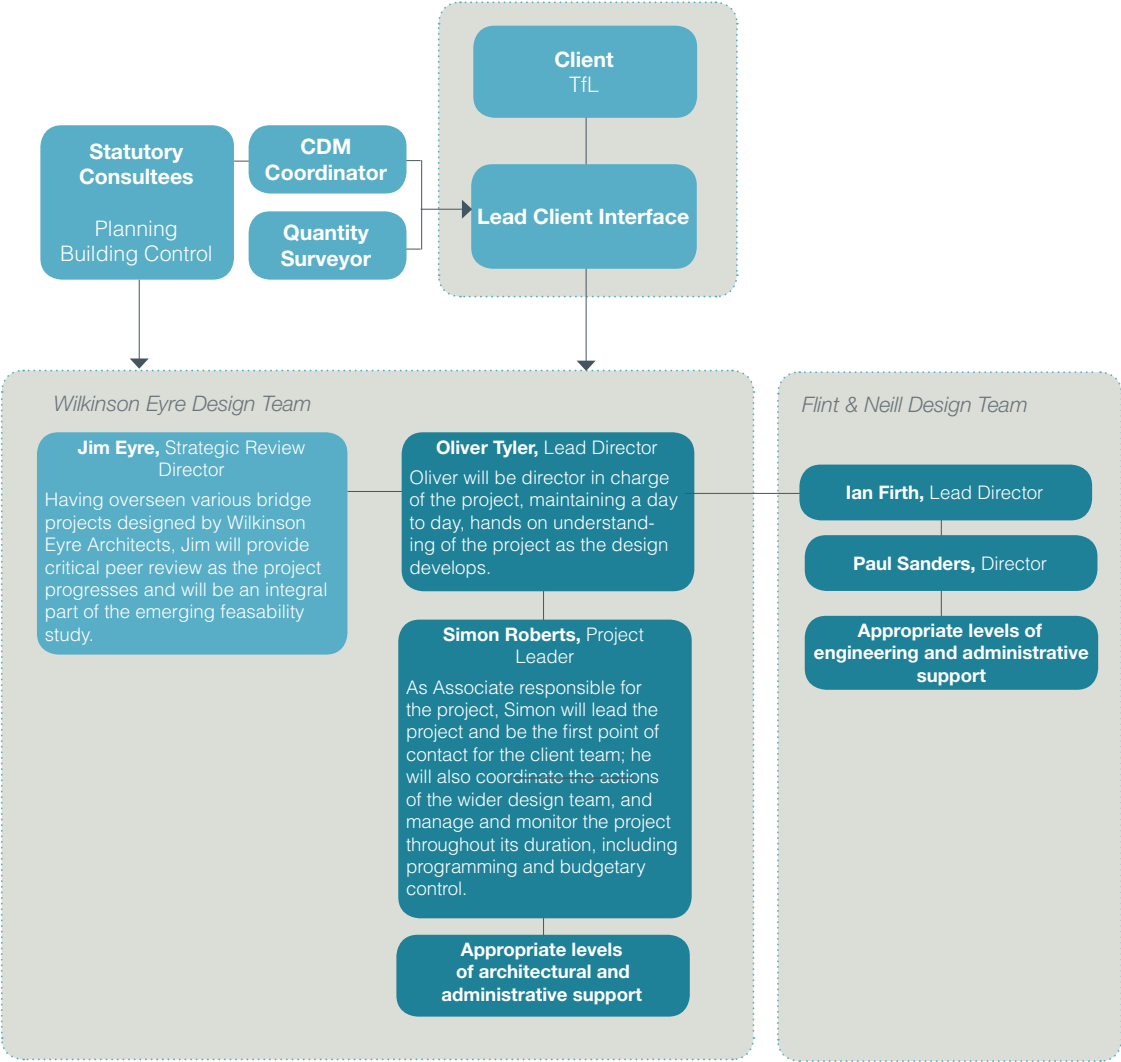 Client
TfL
Statutory
Consultees
Planning
Building Control
CDM
Coordinator
Quantity
Surveyor
Lead Client Interface
Wilkinson Eyre Design Team
Jim Eyre, Strategic Review
Director
Having overseen various bridge
projects designed by Wilkinson
Eyre Architects, Jim will provide
critical peer review as the project
progresses and will be an integral
part of the emerging feasability
study.
Oliver Tyler, Lead Director
Oliver will be director in charge
of the project, maintaining a day
to day, hands on understand-
ing of the project as the design
develops.
Simon Roberts, Project
Leader
As Associate responsible for
the project, Simon will lead the
project and be the first point of
contact for the client team; he
will also coordinate the actions
of the wider design team, and
manage and monitor the project
throughout its duration, including
programming and budgetary
control.
Appropriate levels
of architectural and
administrative support
Flint & Neill Design Team
Ian Firth, Lead Director
Paul Sanders, Director
Appropriate levels of
engineering and administrative
support